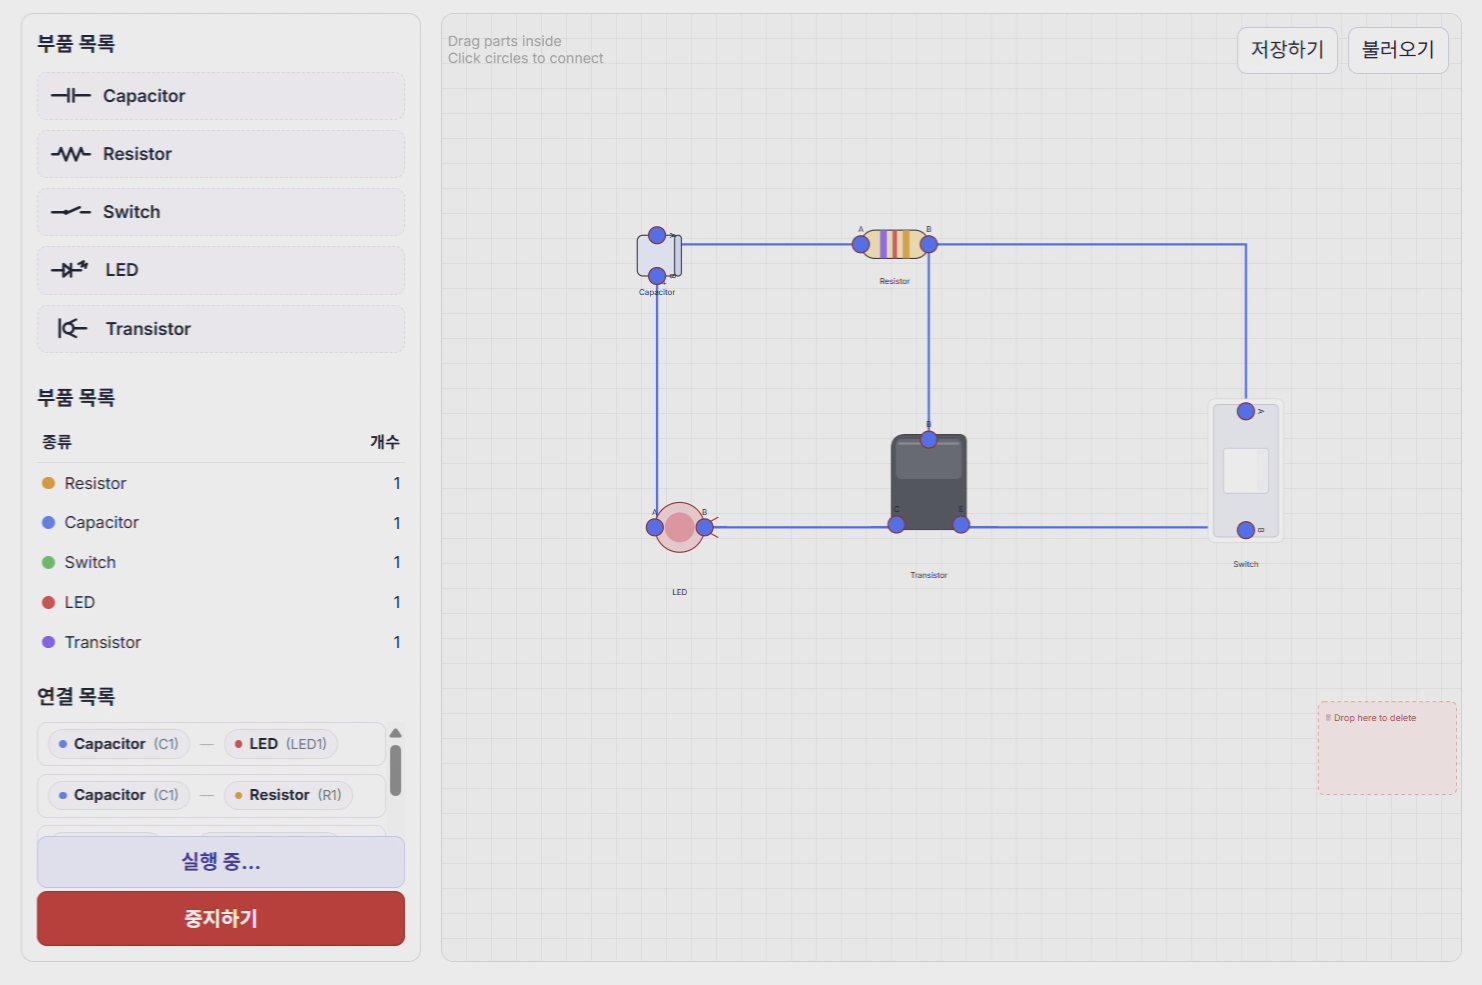 부품 목록
Capacitor
Resistor
Switch
LED
Transistor
부품 목록
종류 개수
Resistor 1
Capacitor 1
Switch 1
LED 1
Transistor 1
연결 목록
Capacitor (C1) — LED (LED1)
Capacitor (C1) — Resistor (R1)
실행 중...
중지하기
Drag parts inside
Click circles to connect
저장하기
불러오기
A
B
Capacitor
A B
Resistor
A
B
Switch
B
C E
Transistor
A B
LED
Drop here to delete